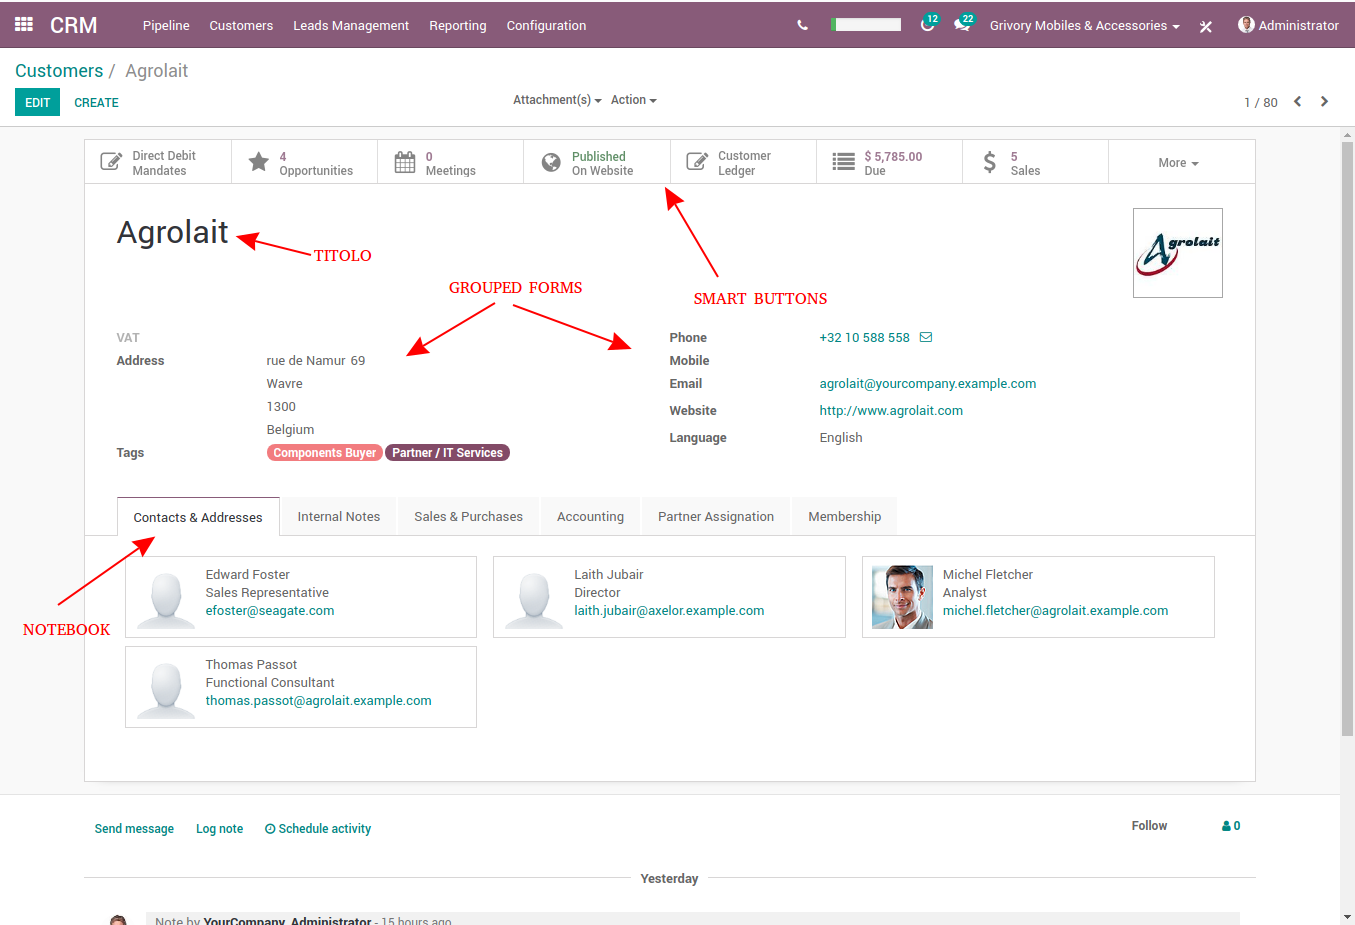 CRM Pipeline Customers Leads Management Reporting Configuration 12 22 Grivory Mobiles & Accessories Administrator
Customers / Agrolait
EDIT CREATE Attachment(s) Action 1 / 80
Direct Debit Mandates
4 Opportunities
0 Meetings
Published On Website
Customer Ledger
$ 5,785.00 Due
5 Sales
More
Agrolait
Agrolait
TITOLO
GROUPED FORMS
SMART BUTTONS
VAT
Address rue de Namur 69
Wavre
1300
Belgium
Tags Components Buyer Partner / IT Services
Phone +32 10 588 558
Mobile
Email agrolait@yourcompany.example.com
Website http://www.agrolait.com
Language English
Contacts & Addresses Internal Notes Sales & Purchases Accounting Partner Assignation Membership
NOTEBOOK
Edward Foster
Sales Representative
efoster@seagate.com
Laith Jubair
Director
laith.jubair@axelor.example.com
Michel Fletcher
Analyst
michel.fletcher@agrolait.example.com
Thomas Passot
Functional Consultant
thomas.passot@agrolait.example.com
Send message Log note Schedule activity Follow 0
Yesterday
Note by YourCompany, Administrator - 15 hours ago